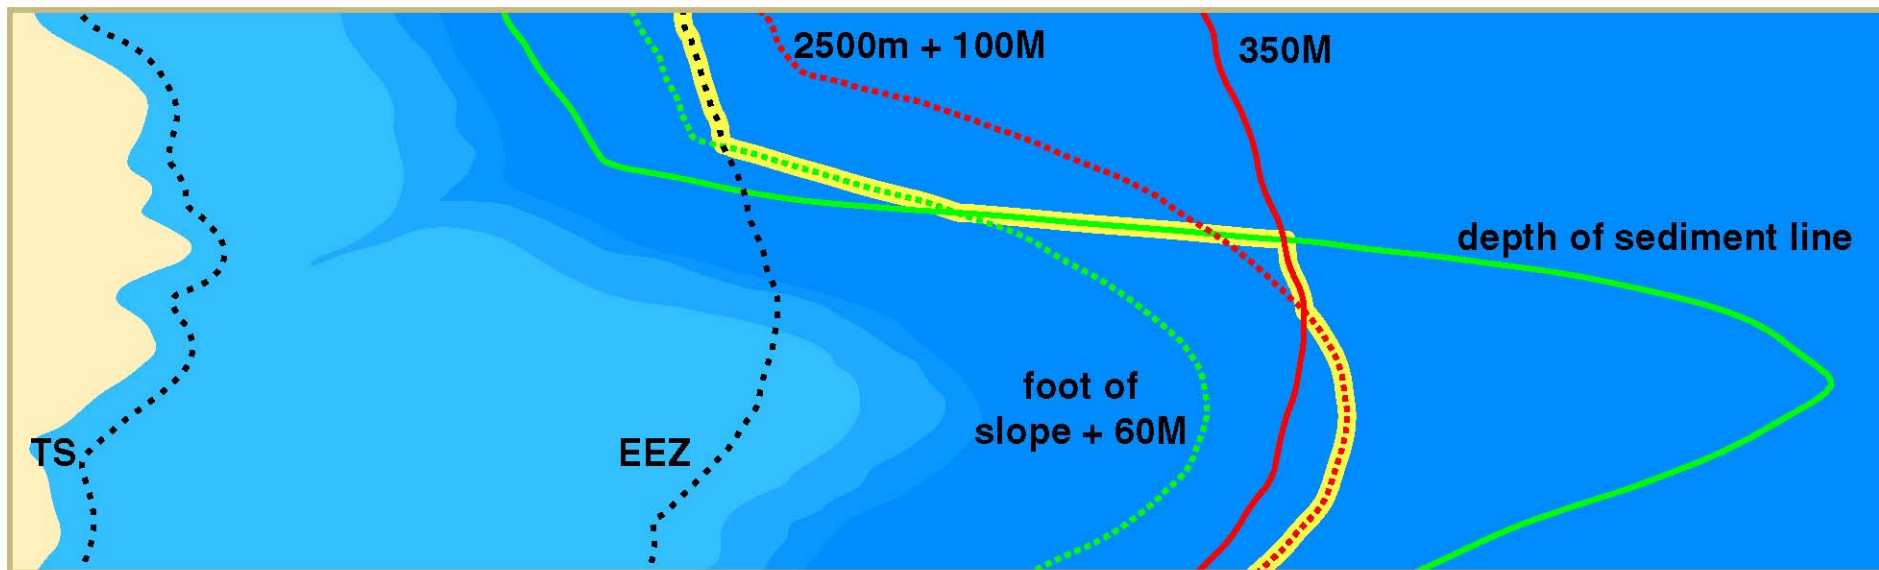 2500m + 100M
350M
depth of sediment line
foot of
slope + 60M
TS
EEZ